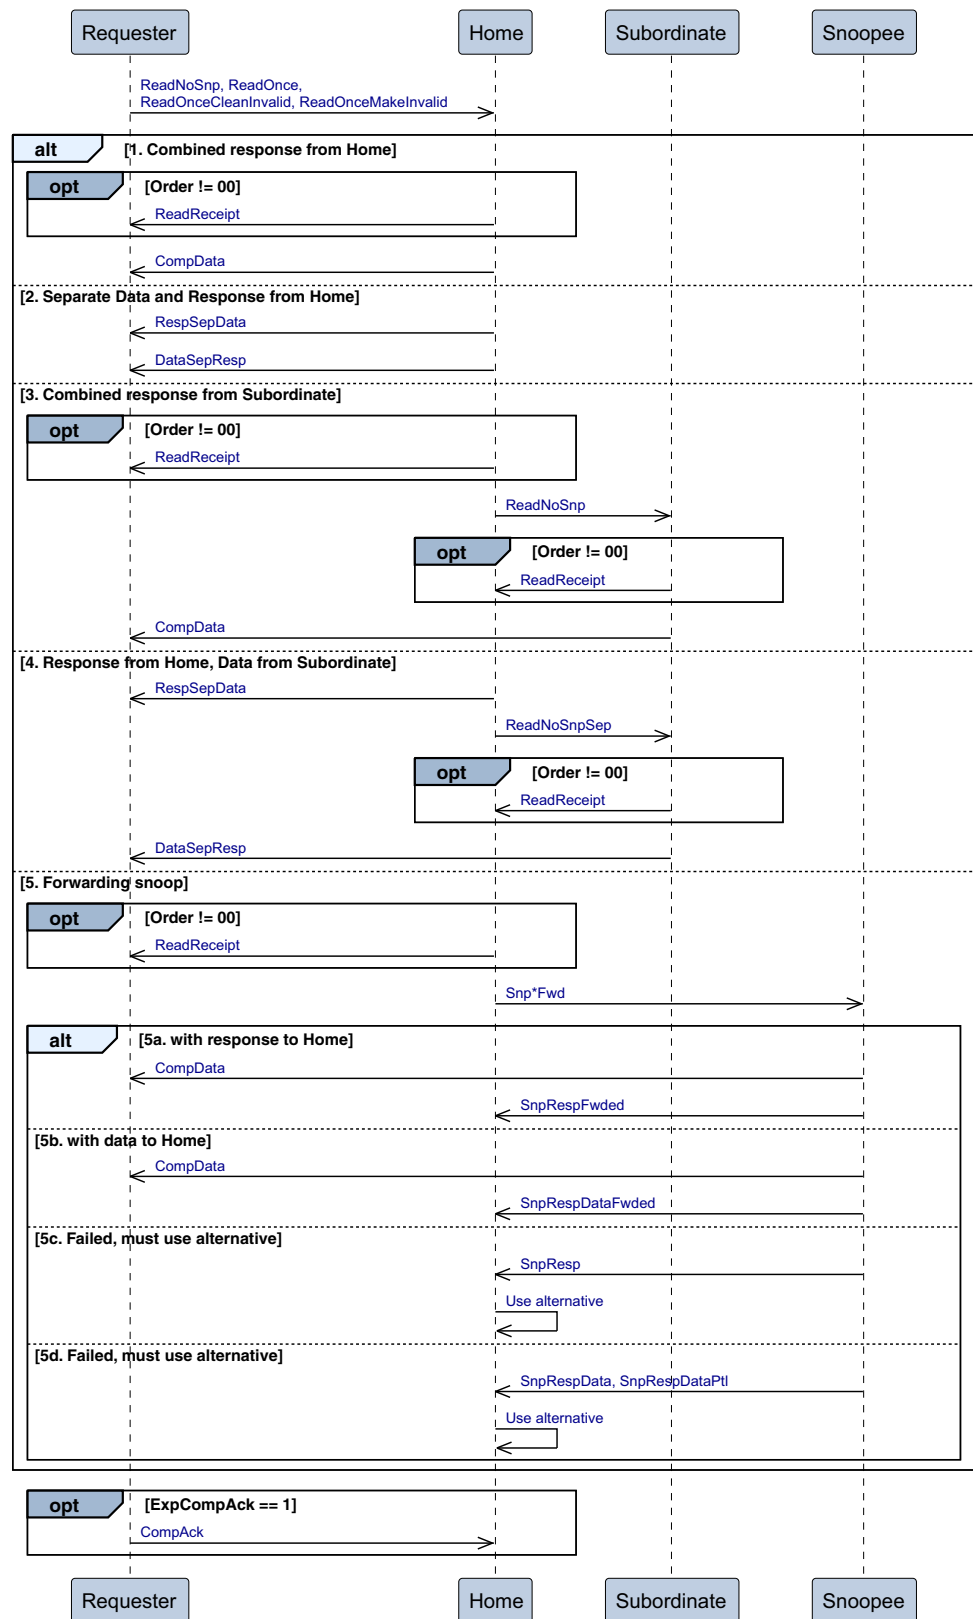 Requester Home Subordinate Snoopee
ReadNoSnp, ReadOnce,
ReadOnceCleanInvalid, ReadOnceMakeInvalid
alt [1. Combined response from Home]
opt [Order != 00]
ReadReceipt
CompData
[2. Separate Data and Response from Home]
RespSepData
DataSepResp
[3. Combined response from Subordinate]
opt [Order != 00]
ReadReceipt
ReadNoSnp
opt [Order != 00]
ReadReceipt
CompData
[4. Response from Home, Data from Subordinate]
RespSepData
ReadNoSnpSep
opt [Order != 00]
ReadReceipt
DataSepResp
[5. Forwarding snoop]
opt [Order != 00]
ReadReceipt
Snp*Fwd
alt [5a. with response to Home]
CompData
SnpRespFwded
[5b. with data to Home]
CompData
SnpRespDataFwded
[5c. Failed, must use alternative]
SnpResp
Use alternative
[5d. Failed, must use alternative]
SnpRespData, SnpRespDataPtl
Use alternative
opt [ExpCompAck == 1]
CompAck
Requester Home Subordinate Snoopee